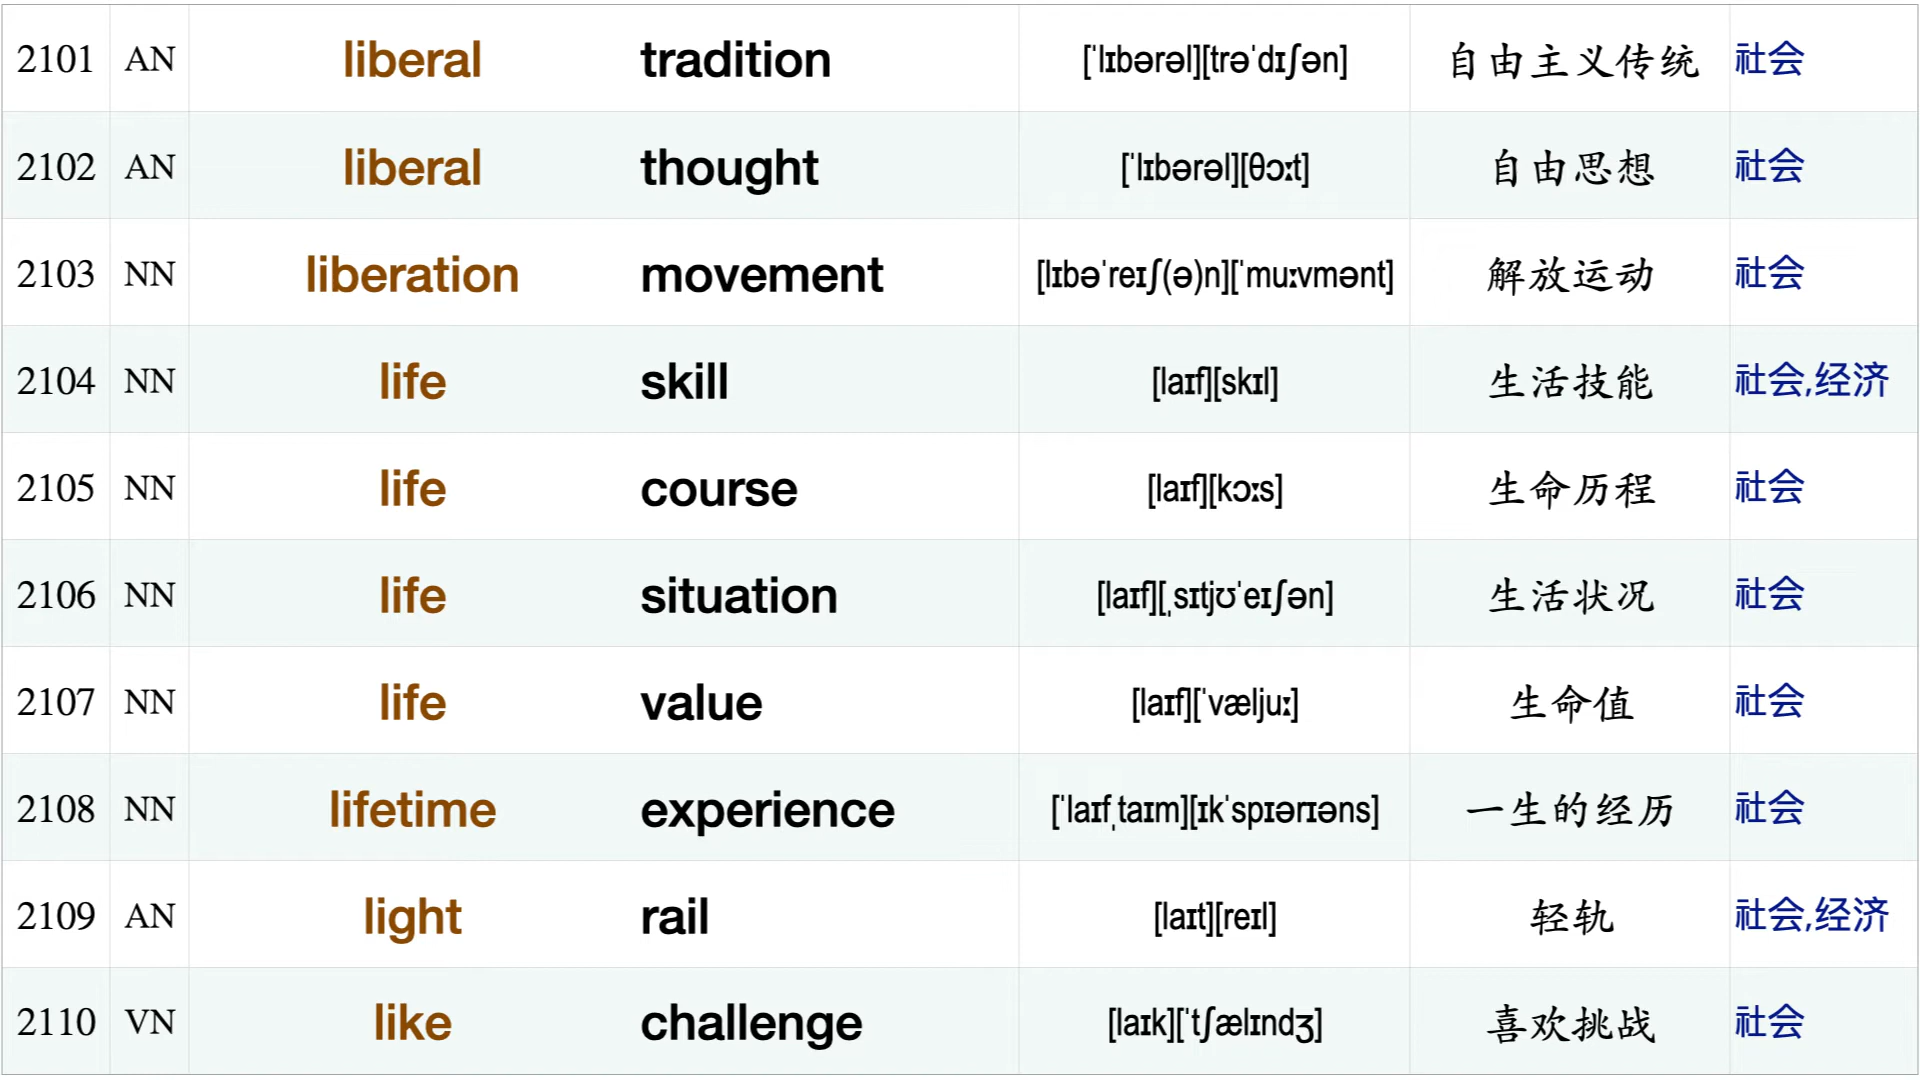 2101 AN liberal tradition [ˈlɪbərəl][trəˈdɪʃən] 自由主义传统 社会
2102 AN liberal thought [ˈlɪbərəl][θɔːt] 自由思想 社会
2103 NN liberation movement [lɪbəˈreɪʃ(ə)n][ˈmuːvmənt] 解放运动 社会
2104 NN life skill [laɪf][skɪl] 生活技能 社会,经济
2105 NN life course [laɪf][kɔːs] 生命历程 社会
2106 NN life situation [laɪf][ˌsɪtjʊˈeɪʃən] 生活状况 社会
2107 NN life value [laɪf][ˈvæljuː] 生命值 社会
2108 NN lifetime experience [ˈlaɪfˌtaɪm][ɪkˈspɪərɪəns] 一生的经历 社会
2109 AN light rail [laɪt][reɪl] 轻轨 社会,经济
2110 VN like challenge [laɪk][ˈtʃælɪndʒ] 喜欢挑战 社会